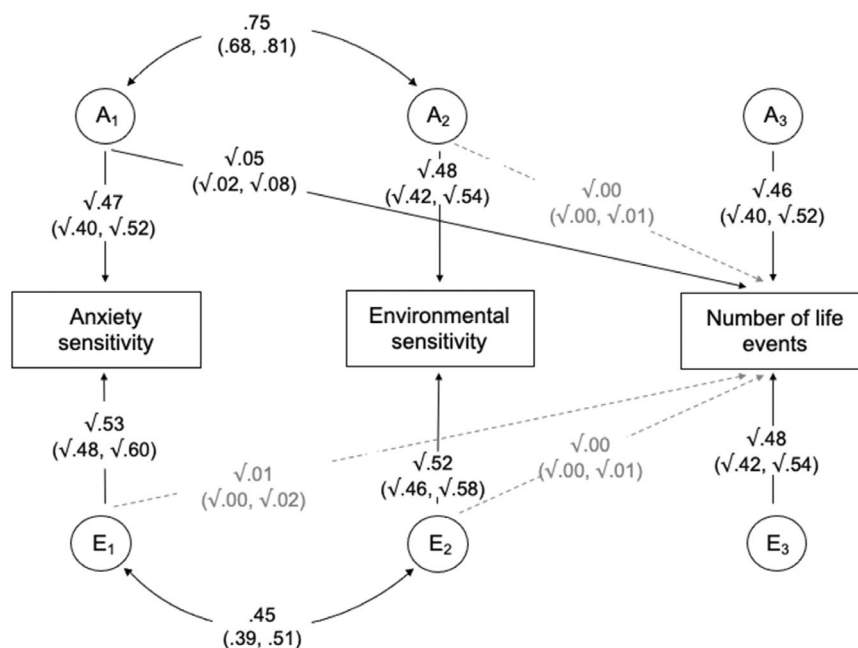 .75
(.68, .81)
A₁
A₂
A₃
√.05
(√.02, √.08)
√.48
(√.42, √.54)
√.00
(√.00, √.01)
√.47
(√.40, √.52)
√.46
(√.40, √.52)
Anxiety
sensitivity
Environmental
sensitivity
Number of life
events
√.53
(√.48, √.60)
√.01
(√.00, √.02)
√.52
(√.46, √.58)
√.00
(√.00, √.01)
√.48
(√.42, √.54)
E₁
E₂
E₃
.45
(.39, .51)